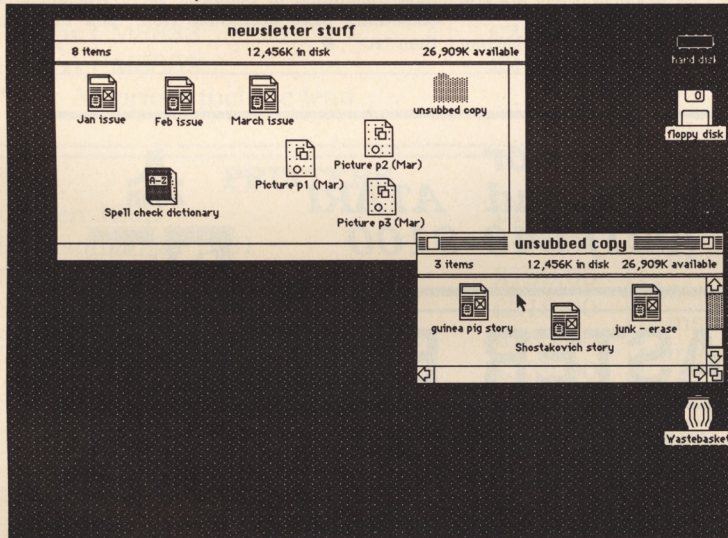 newsletter stuff
8 items 12,456K in disk 26,909K available
Jan issue Feb issue March issue unsubbed copy
Picture p2 (Mar)
Picture p1 (Mar)
A-Z
Spell check dictionary
Picture p3 (Mar)
unsubbed copy
3 items 12,456K in disk 26,909K available
guinea pig story junk - erase
Shostakovich story
hard disk
floppy disk
Wastebasket